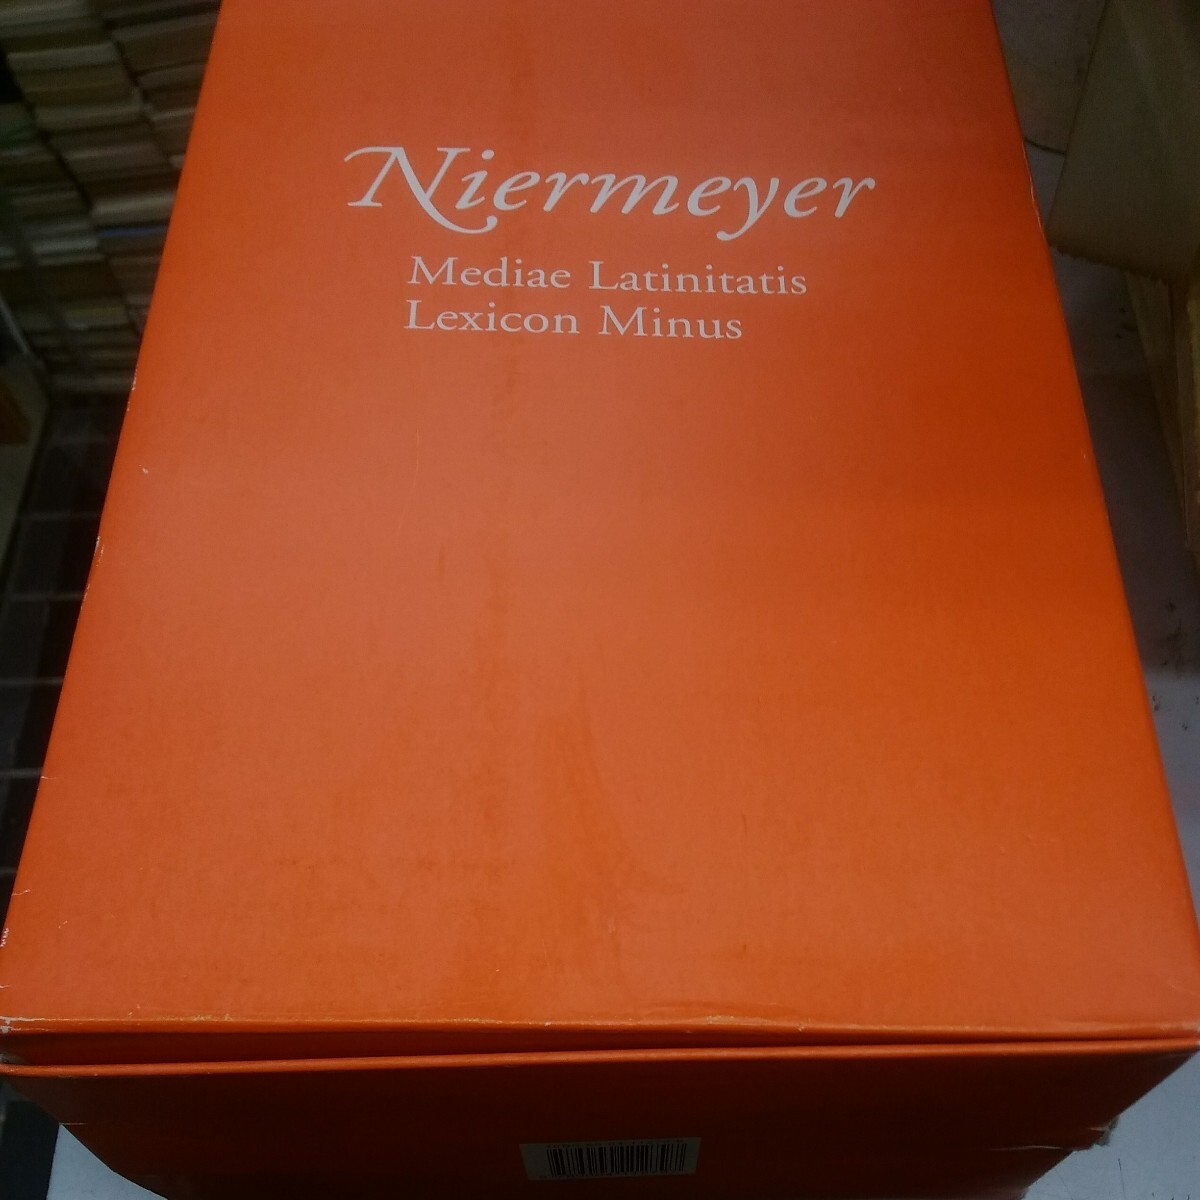 Niermeyer
Mediae Latinitatis
Lexicon Minus